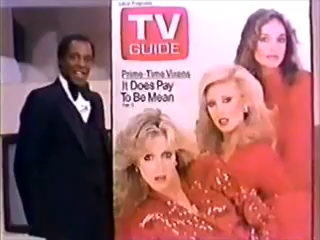 TV
GUIDE
Prime-Time Vixens
It Does Pay
To Be Mean